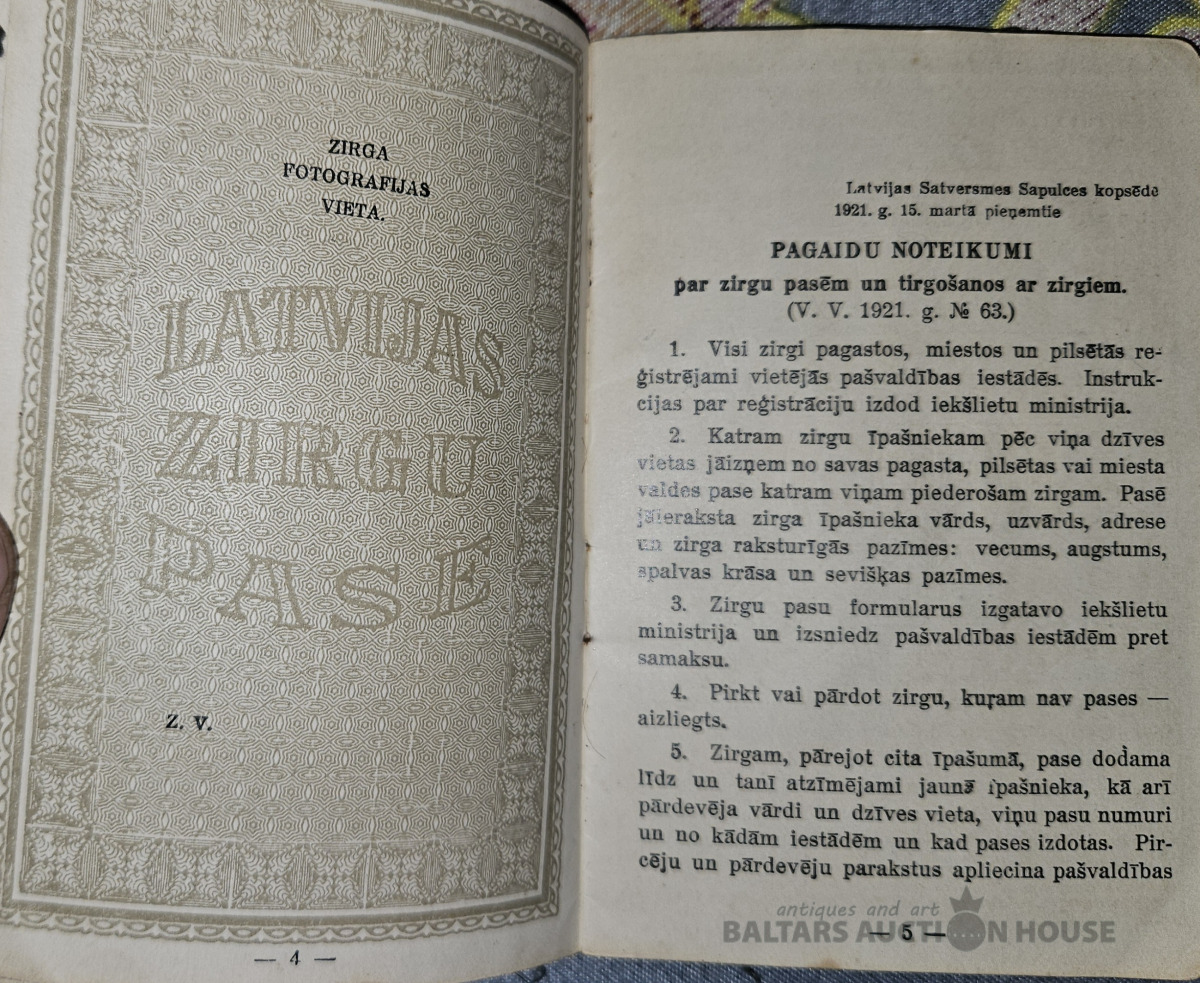 ZIRGA
FOTOGRAFIJAS
VIETA.
LATVIJAS
ZIRGU
PASE
Z. V.
— 4 —
Latvijas Satversmes Sapulces kopsēdē
1921. g. 15. martā pieņemtie
PAGAIDU NOTEIKUMI
par zirgu pasēm un tirgošanos ar zirgiem.
(V. V. 1921. g. № 63.)
1. Visi zirgi pagastos, miestos un pilsētās re-
ģistrējami vietējās pašvaldības iestādēs. Instruk-
cijas par reģistrāciju izdod iekšlietu ministrija.
2. Katram zirgu īpašniekam pēc viņa dzīves
vietas jāizņem no savas pagasta, pilsētas vai miesta
valdes pase katram viņam piederošam zirgam. Pasē
jāieraksta zirga īpašnieka vārds, uzvārds, adrese
un zirga raksturīgās pazīmes: vecums, augstums,
spalvas krāsa un sevišķas pazīmes.
3. Zirgu pasu formularus izgatavo iekšlietu
ministrija un izsniedz pašvaldības iestādēm pret
samaksu.
4. Pirkt vai pārdot zirgu, kuŗam nav pases —
aizliegts.
5. Zirgam, pārejot cita īpašumā, pase dodama
līdz un tanī atzīmējami jaunā īpašnieka, kā arī
pārdevēja vārdi un dzīves vieta, viņu pasu numuri
un no kādām iestādēm un kad pases izdotas. Pir-
cēju un pārdevēju parakstus apliecina pašvaldības
antiques and art
BALTARS AUCTION HOUSE
— 5 —